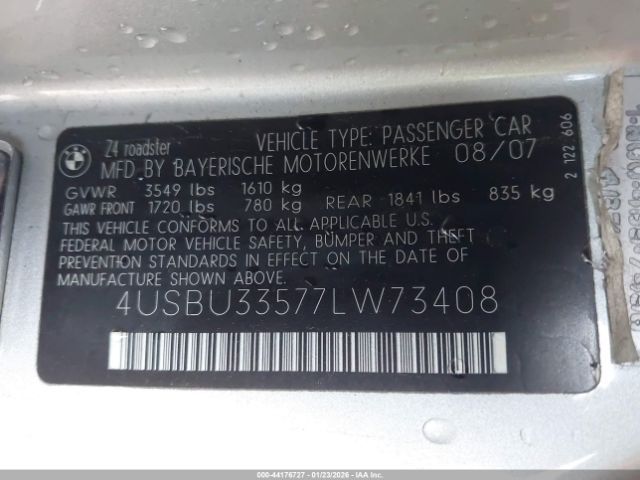 Z4 roadster
VEHICLE TYPE: PASSENGER CAR
MFD BY BAYERISCHE MOTORENWERKE 08/07
GVWR 3549 lbs 1610 kg
GAWR FRONT 1720 lbs 780 kg REAR 1841 lbs 835 kg
THIS VEHICLE CONFORMS TO ALL APPLICABLE U.S.
FEDERAL MOTOR VEHICLE SAFETY, BUMPER AND THEFT
PREVENTION STANDARDS IN EFFECT ON THE DATE OF
MANUFACTURE SHOWN ABOVE.
4USBU33577LW73408
2 122 606
000-44176727 - 01/23/2026 - IAAI.COM